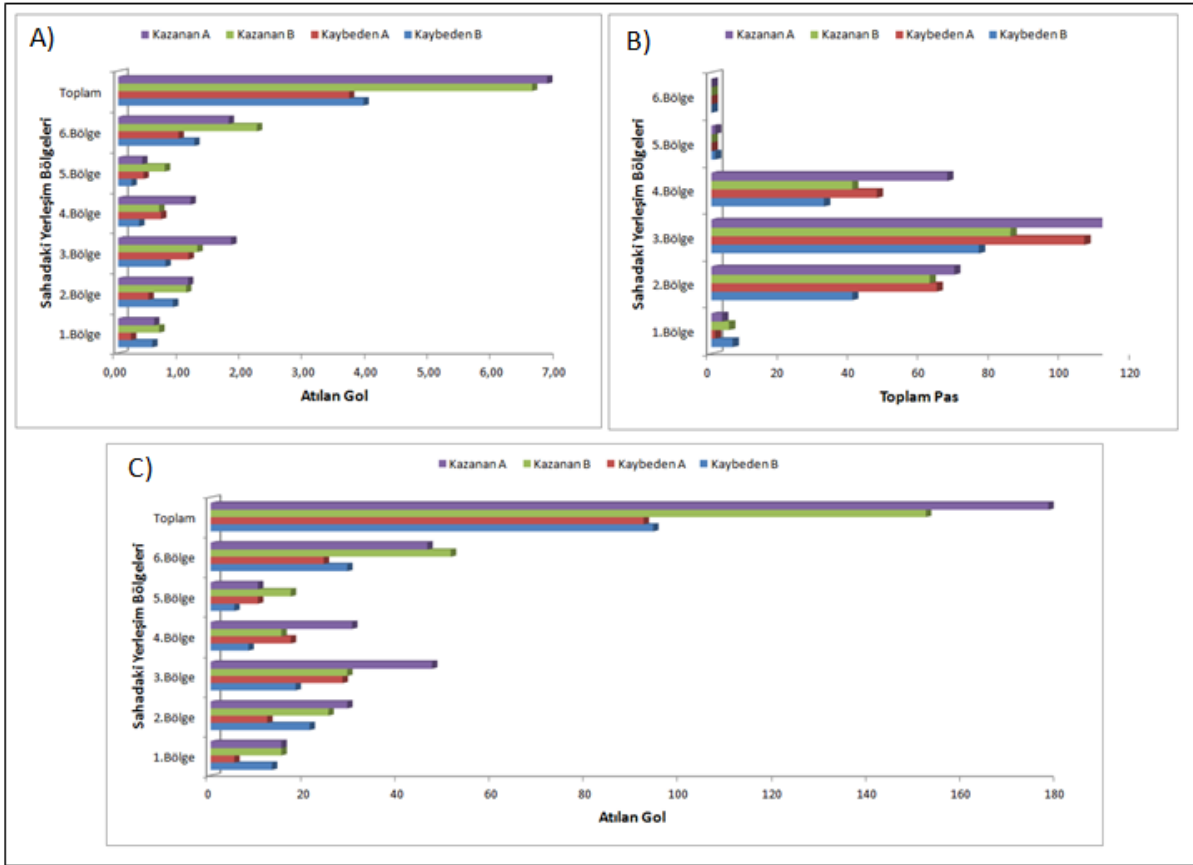 A)
Kazanan A Kazanan B Kaybeden A Kaybeden B
Sahadaki Yerleşim Bölgeleri
Toplam
6.Bölge
5.Bölge
4.Bölge
3.Bölge
2.Bölge
1.Bölge
0,00 1,00 2,00 3,00 4,00 5,00 6,00 7,00
Atılan Gol
B)
Kazanan A Kazanan B Kaybeden A Kaybeden B
Sahadaki Yerleşim Bölgeleri
6.Bölge
5.Bölge
4.Bölge
3.Bölge
2.Bölge
1.Bölge
0 20 40 60 80 100 120
Toplam Pas
C)
Kazanan A Kazanan B Kaybeden A Kaybeden B
Sahadaki Yerleşim Bölgeleri
Toplam
6.Bölge
5.Bölge
4.Bölge
3.Bölge
2.Bölge
1.Bölge
0 20 40 60 80 100 120 140 160 180
Atılan Gol